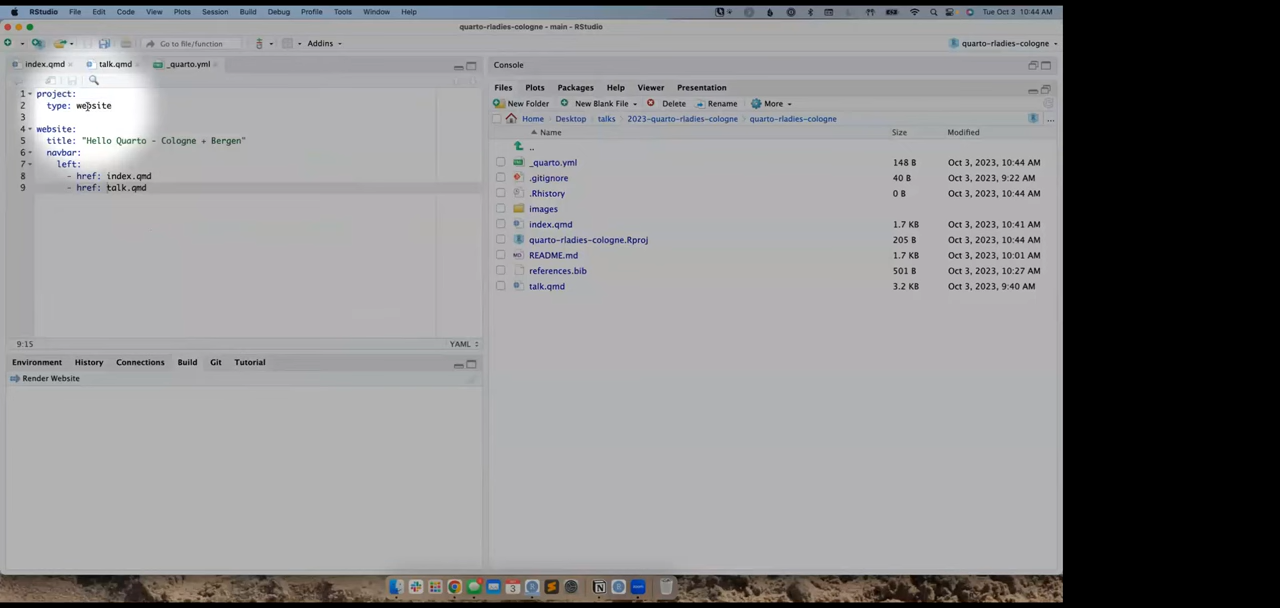 RStudio File Edit Code View Plots Session Build Debug Profile Tools Window Help Tue Oct 3 10:44 AM
quarto-rladies-cologne - main - RStudio
Go to file/function Addins quarto-rladies-cologne
index.qmd talk.qmd _quarto.yml
1 project:
2 type: website
3
4 website:
5 title: "Hello Quarto - Cologne + Bergen"
6 navbar:
7 left:
8 - href: index.qmd
9 - href: talk.qmd
9:15 YAML
Environment History Connections Build Git Tutorial
Render Website
Console
Files Plots Packages Help Viewer Presentation
New Folder New Blank File Delete Rename More
Home Desktop talks 2023-quarto-rladies-cologne quarto-rladies-cologne ...
Name Size Modified
..
_quarto.yml 148 B Oct 3, 2023, 10:44 AM
.gitignore 40 B Oct 3, 2023, 9:22 AM
.Rhistory 0 B Oct 3, 2023, 10:44 AM
images
index.qmd 1.7 KB Oct 3, 2023, 10:41 AM
quarto-rladies-cologne.Rproj 205 B Oct 3, 2023, 10:44 AM
README.md 1.7 KB Oct 3, 2023, 10:01 AM
references.bib 501 B Oct 3, 2023, 10:27 AM
talk.qmd 3.2 KB Oct 3, 2023, 9:40 AM